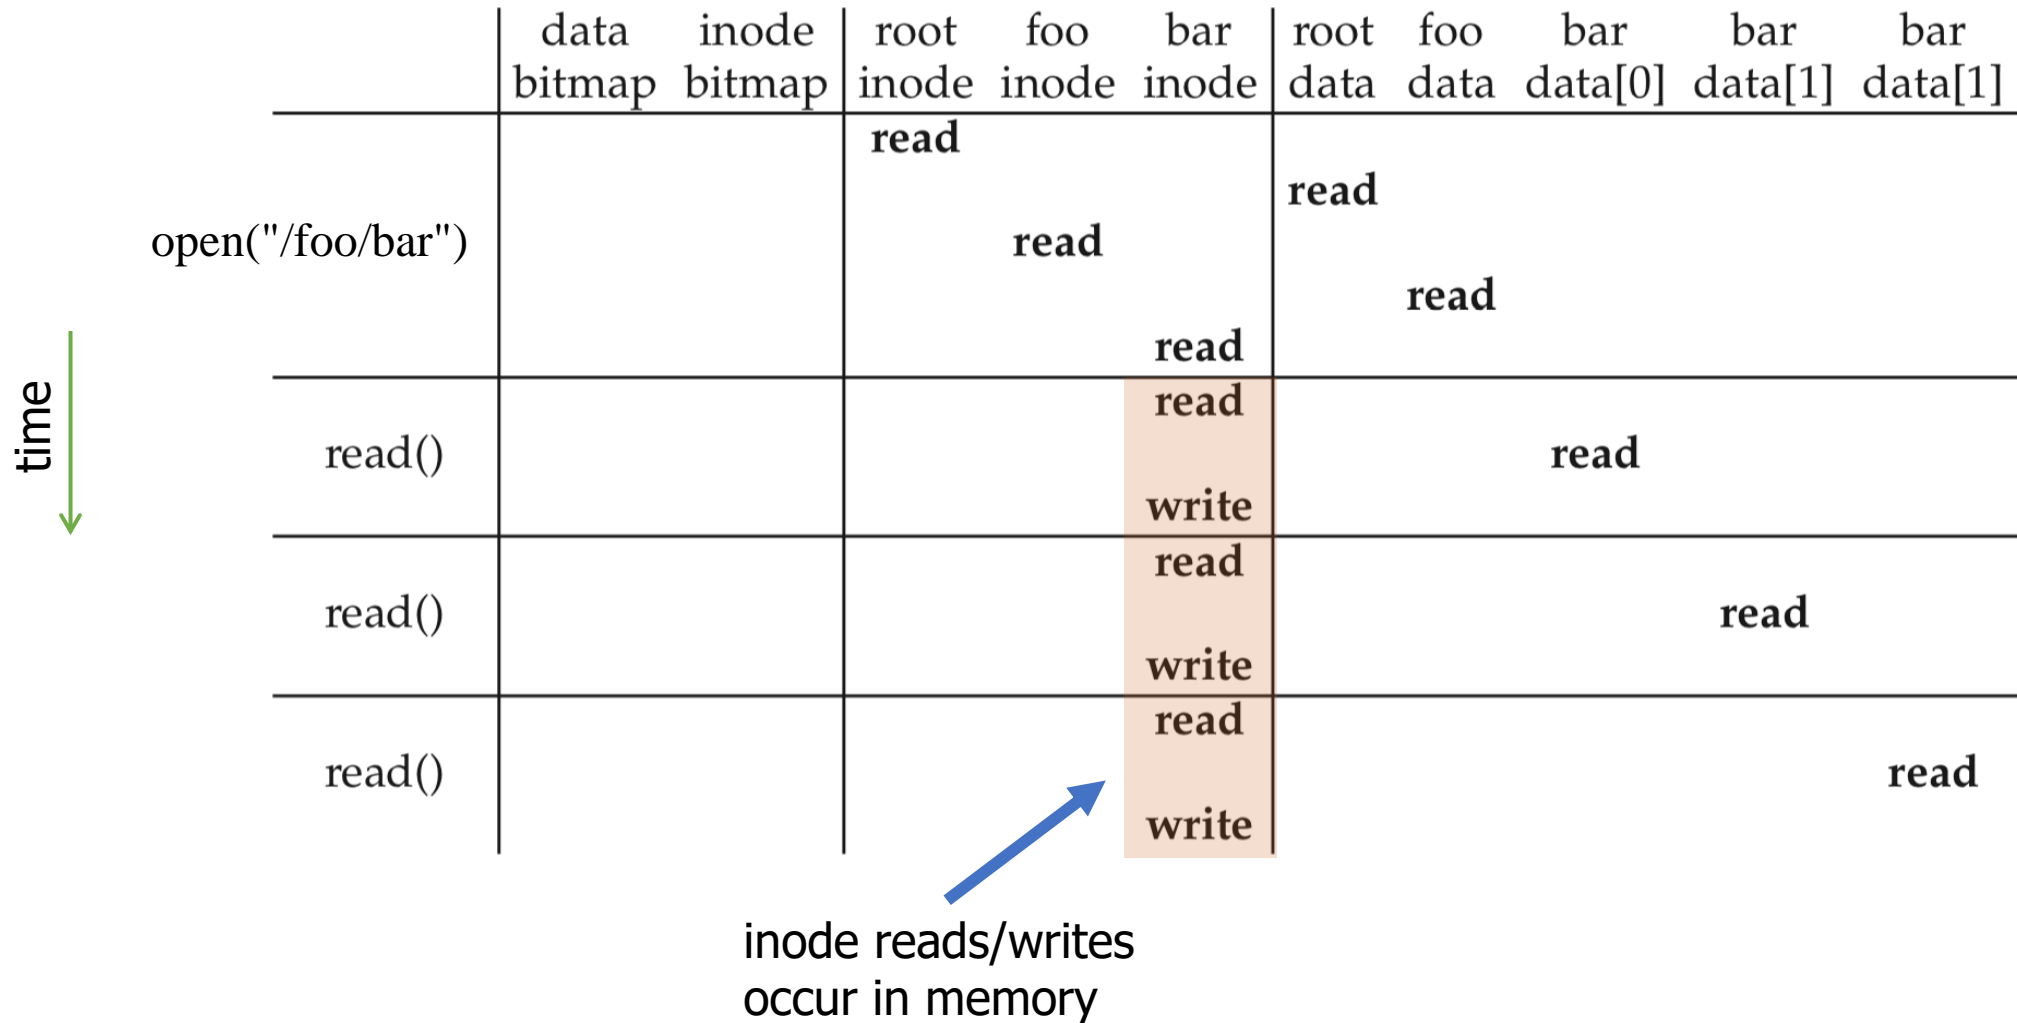 data inode root foo bar root foo bar bar bar
bitmap bitmap inode inode inode data data data[0] data[1] data[1]
read
read
open("/foo/bar") read
read
read
read
time
read() read
write
read
read() read
write
read
read() read
write
inode reads/writes
occur in memory